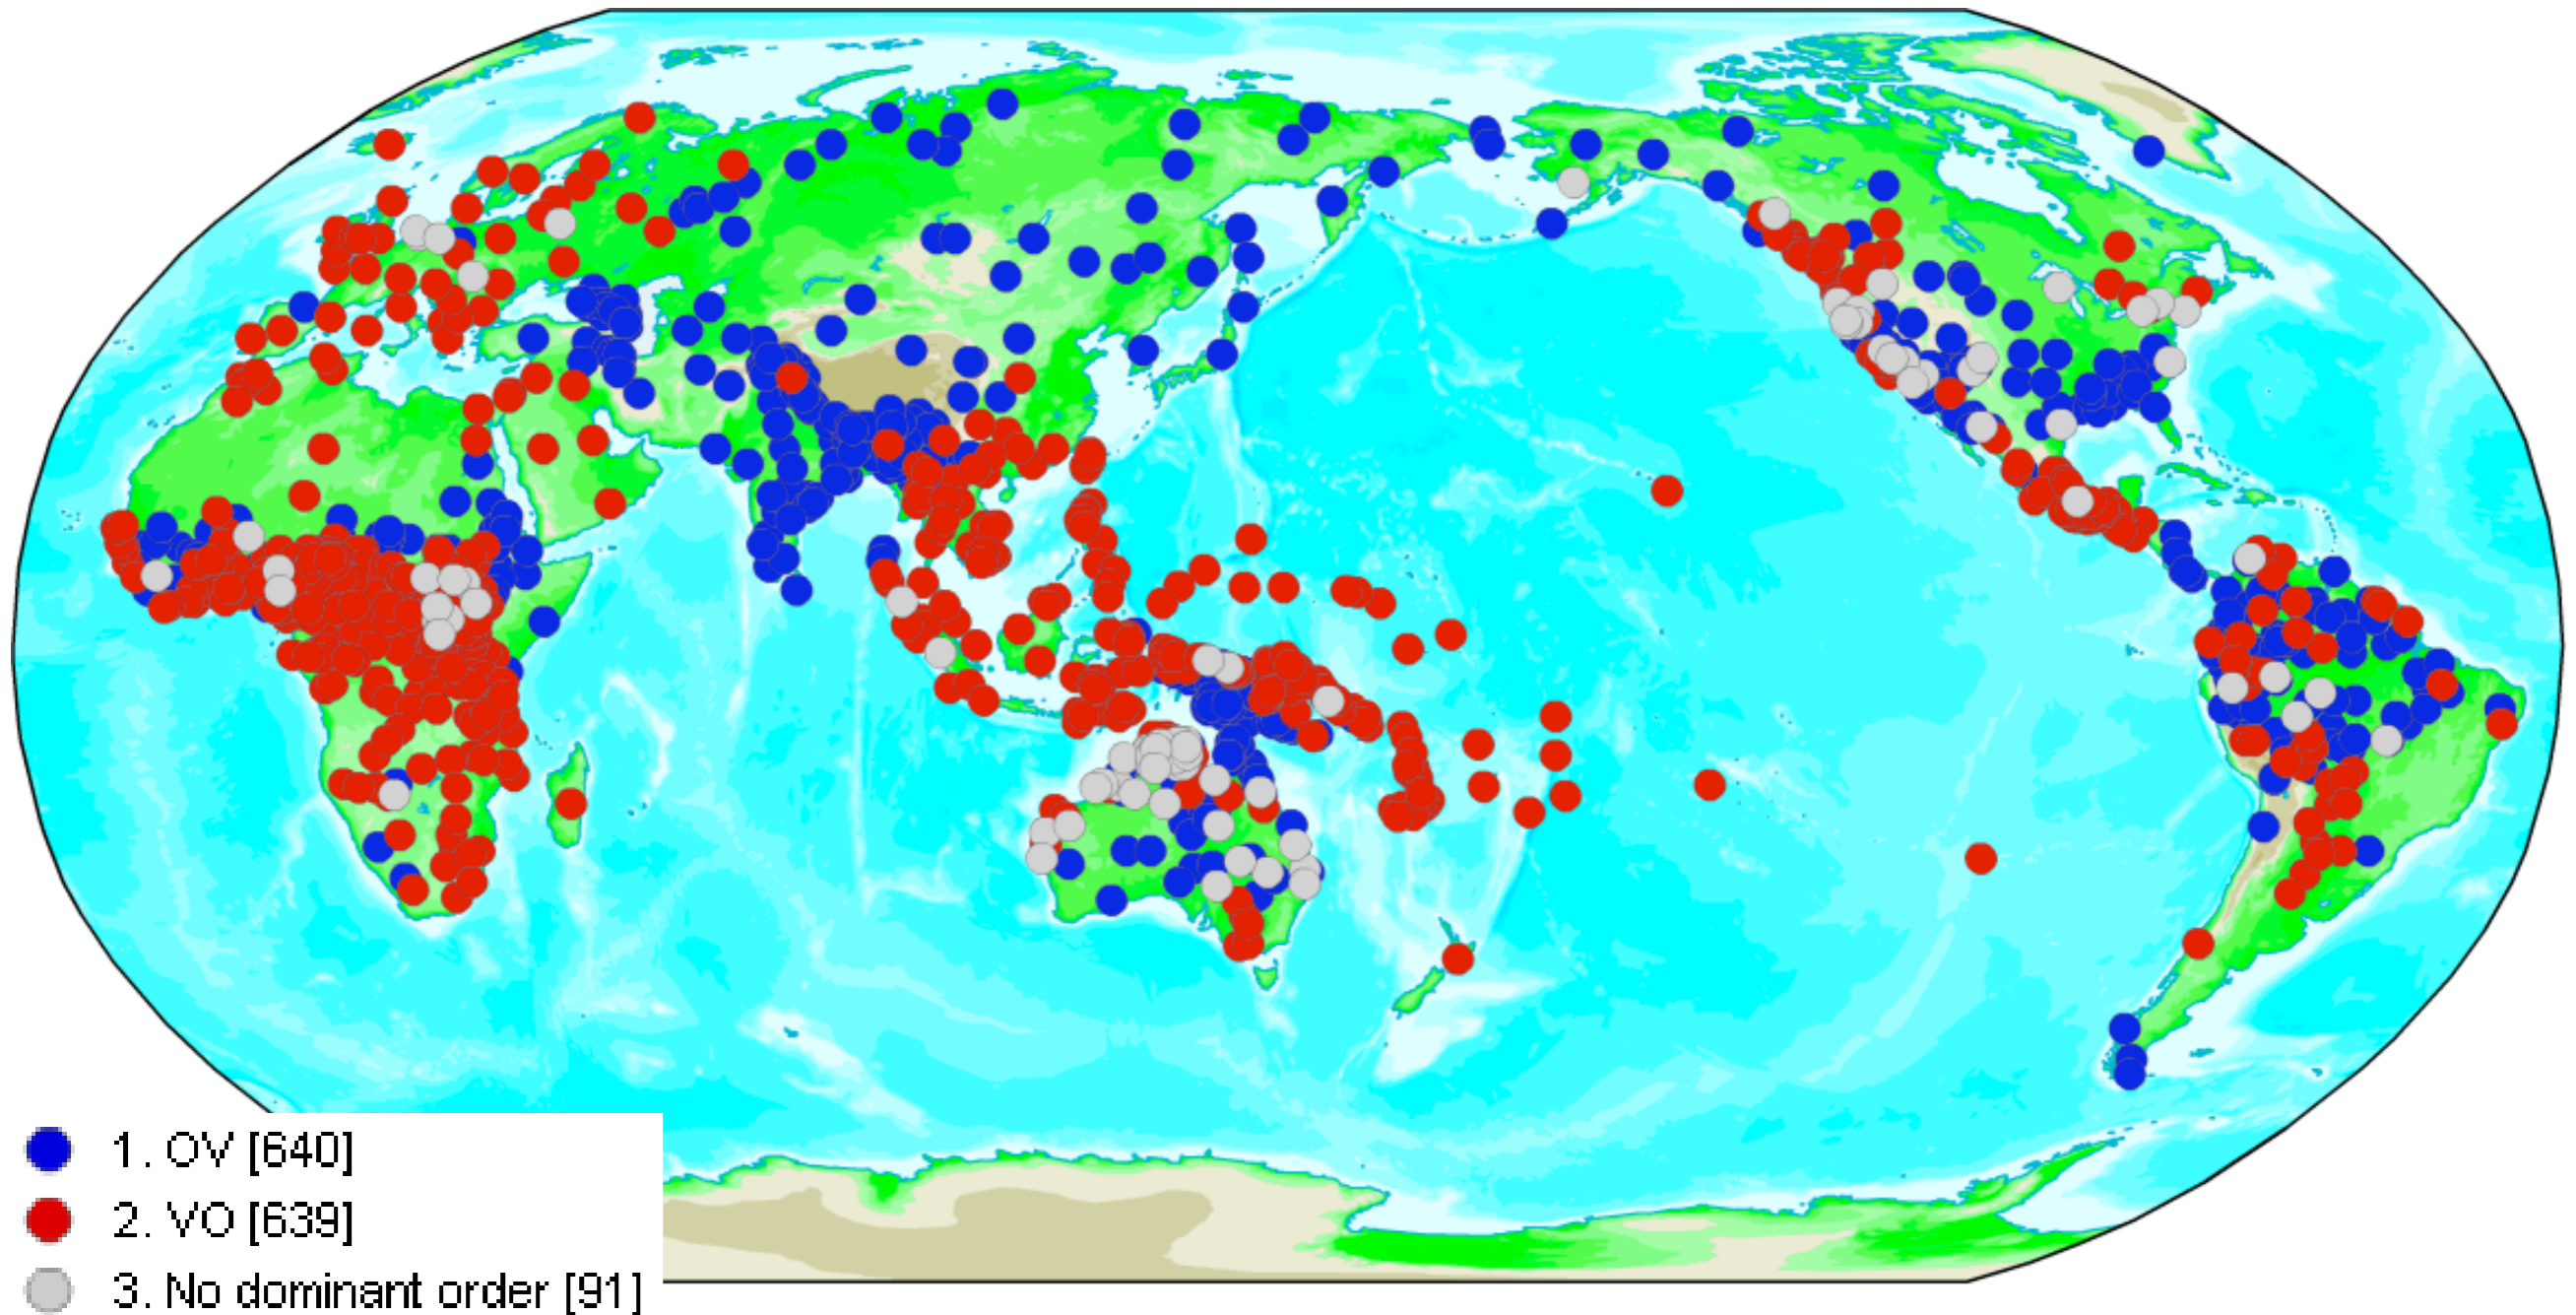 1. OV [640]
2. VO [639]
3. No dominant order [91]